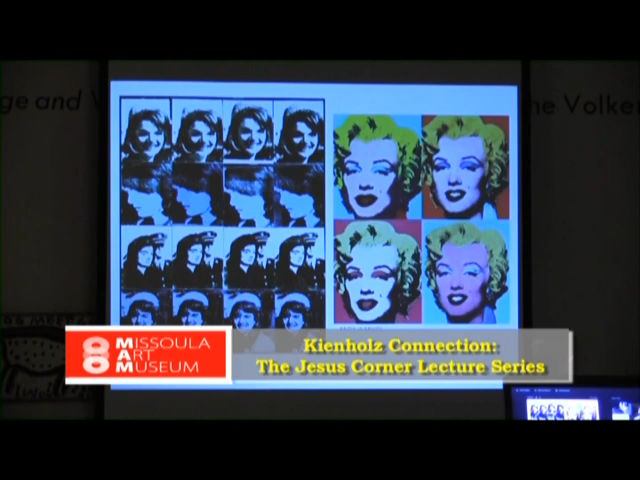 ge and
he Volke
MISSOULA
ART
MUSEUM
Kienholz Connection:
The Jesus Corner Lecture Series